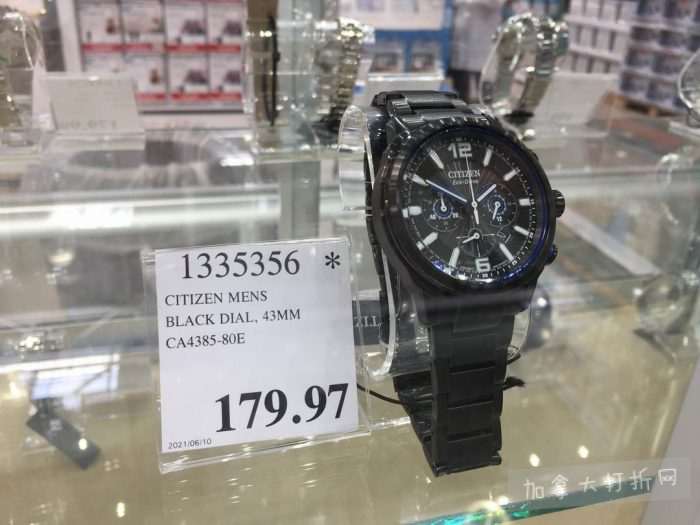 12
CITIZEN
Eco-Drive
6
1335356 *
CITIZEN MENS
BLACK DIAL, 43MM
CA4385-80E
179.97
2021/06/10
加拿大打折网